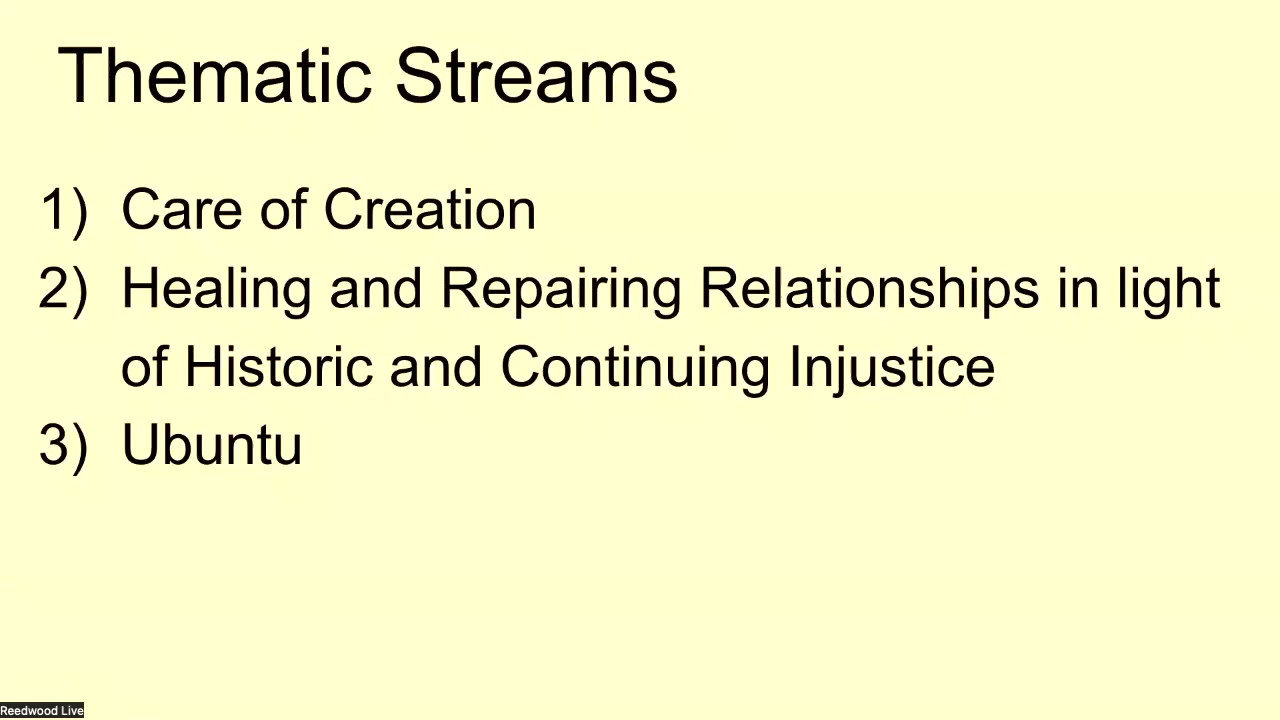 Thematic Streams
1) Care of Creation
2) Healing and Repairing Relationships in light
of Historic and Continuing Injustice
3) Ubuntu
Reedwood Live